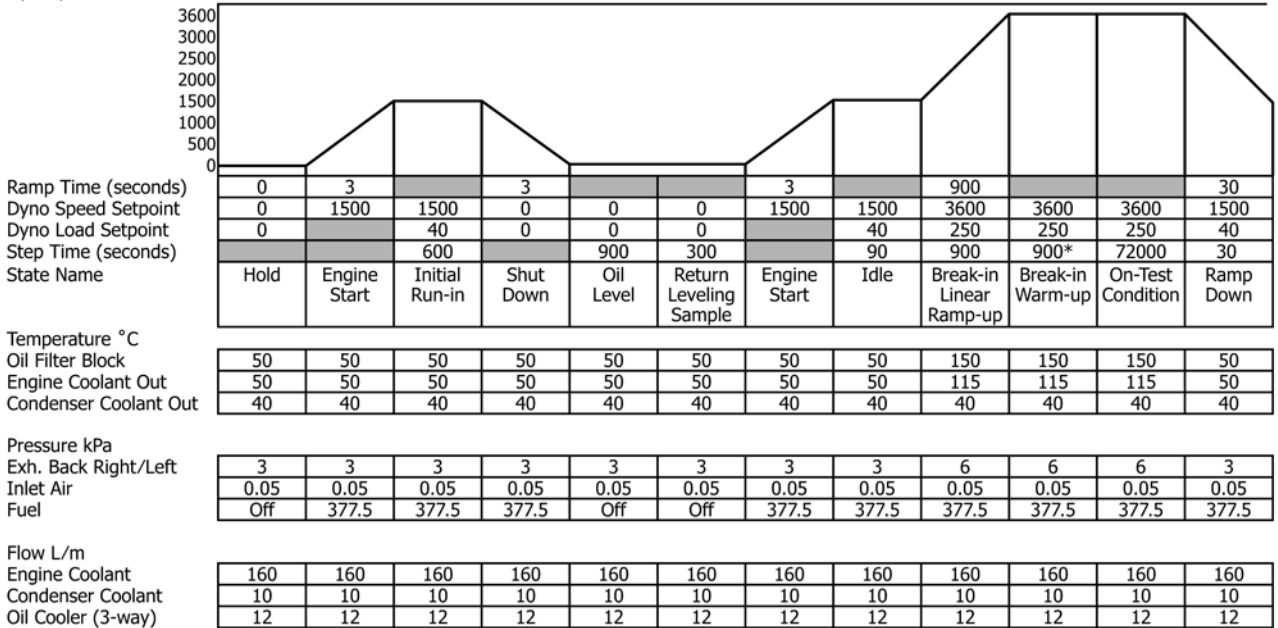 3600
3000
2500
2000
1500
1000
500
0
Ramp Time (seconds) 0 3 3 3 900 30
Dyno Speed Setpoint 0 1500 1500 0 0 0 1500 1500 3600 3600 3600 1500
Dyno Load Setpoint 0 40 0 0 0 40 250 250 250 40
Step Time (seconds) 600 900 300 90 900 900* 72000 30
State Name Hold Engine Initial Shut Oil Return Engine Idle Break-in Break-in On-Test Ramp
Start Run-in Down Level Leveling Start Linear Warm-up Condition Down
Sample Ramp-up
Temperature °C
Oil Filter Block 50 50 50 50 50 50 50 50 150 150 150 50
Engine Coolant Out 50 50 50 50 50 50 50 50 115 115 115 50
Condenser Coolant Out 40 40 40 40 40 40 40 40 40 40 40 40
Pressure kPa
Exh. Back Right/Left 3 3 3 3 3 3 3 3 6 6 6 3
Inlet Air 0.05 0.05 0.05 0.05 0.05 0.05 0.05 0.05 0.05 0.05 0.05 0.05
Fuel Off 377.5 377.5 377.5 Off Off 377.5 377.5 377.5 377.5 377.5 377.5
Flow L/m
Engine Coolant 160 160 160 160 160 160 160 160 160 160 160 160
Condenser Coolant 10 10 10 10 10 10 10 10 10 10 10 10
Oil Cooler (3-way) 12 12 12 12 12 12 12 12 12 12 12 12